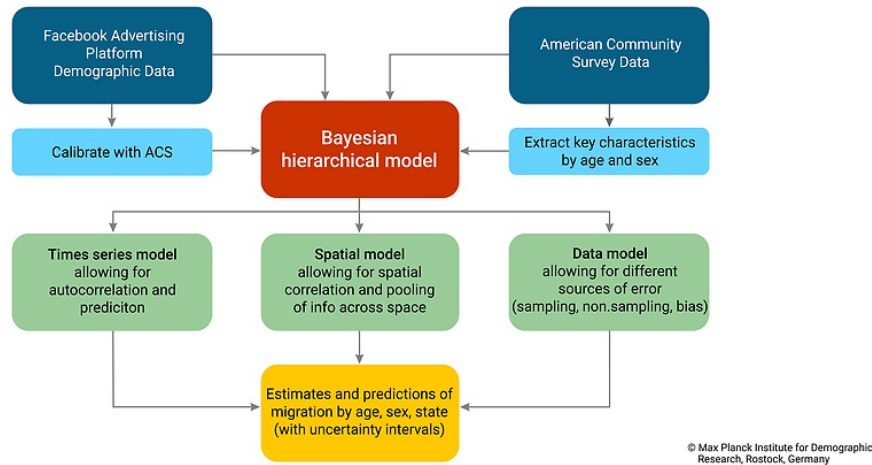 Facebook Advertising
Platform
Demographic Data
American Community
Survey Data
Calibrate with ACS
Bayesian
hierarchical model
Extract key characteristics
by age and sex
Times series model
allowing for
autocorrelation and
prediciton
Spatial model
allowing for spatial
correlation and pooling
of info across space
Data model
allowing for different
sources of error
(sampling, non.sampling, bias)
Estimates and predictions of
migration by age, sex, state
(with uncertainty intervals)
© Max Planck Institute for Demographic
Research, Rostock, Germany